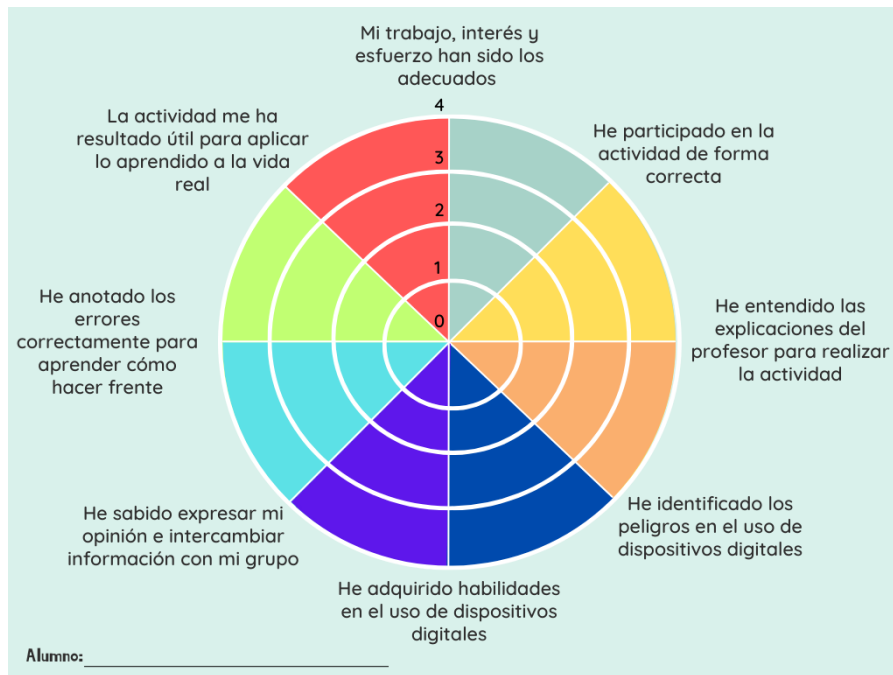 Mi trabajo, interés y
esfuerzo han sido los
adecuados
He participado en la
actividad de forma
correcta
He entendido las
explicaciones del
profesor para realizar
la actividad
He identificado los
peligros en el uso de
dispositivos digitales
He adquirido habilidades
en el uso de dispositivos
digitales
He sabido expresar mi
opinión e intercambiar
información con mi grupo
He anotado los
errores
correctamente para
aprender cómo
hacer frente
La actividad me ha
resultado útil para aplicar
lo aprendido a la vida
real
4
3
2
1
0
Alumno: